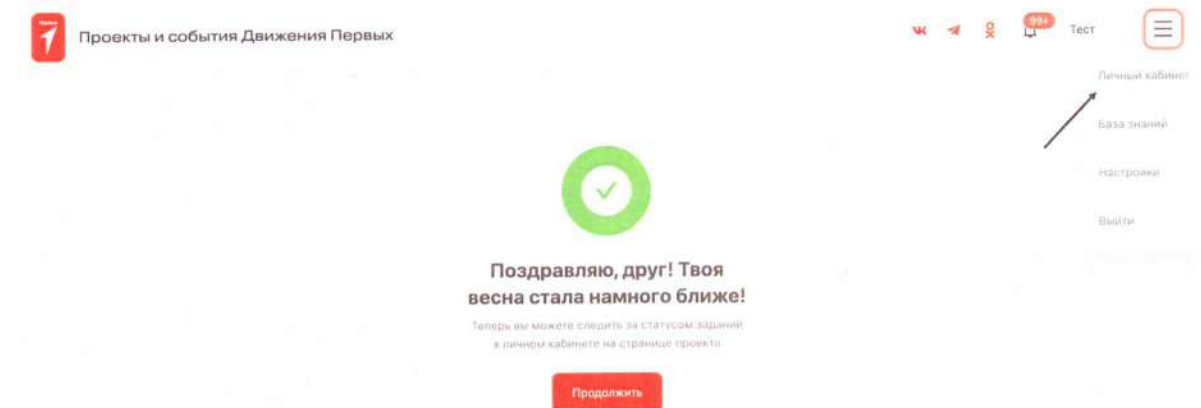 Первые
Проекты и события Движения Первых
99+
Тест
Личный кабинет
База знаний
Настройки
Выйти
Поздравляю, друг! Твоя
весна стала намного ближе!
Теперь вы можете следить за статусом заданий
в личном кабинете на странице проекта
Продолжить